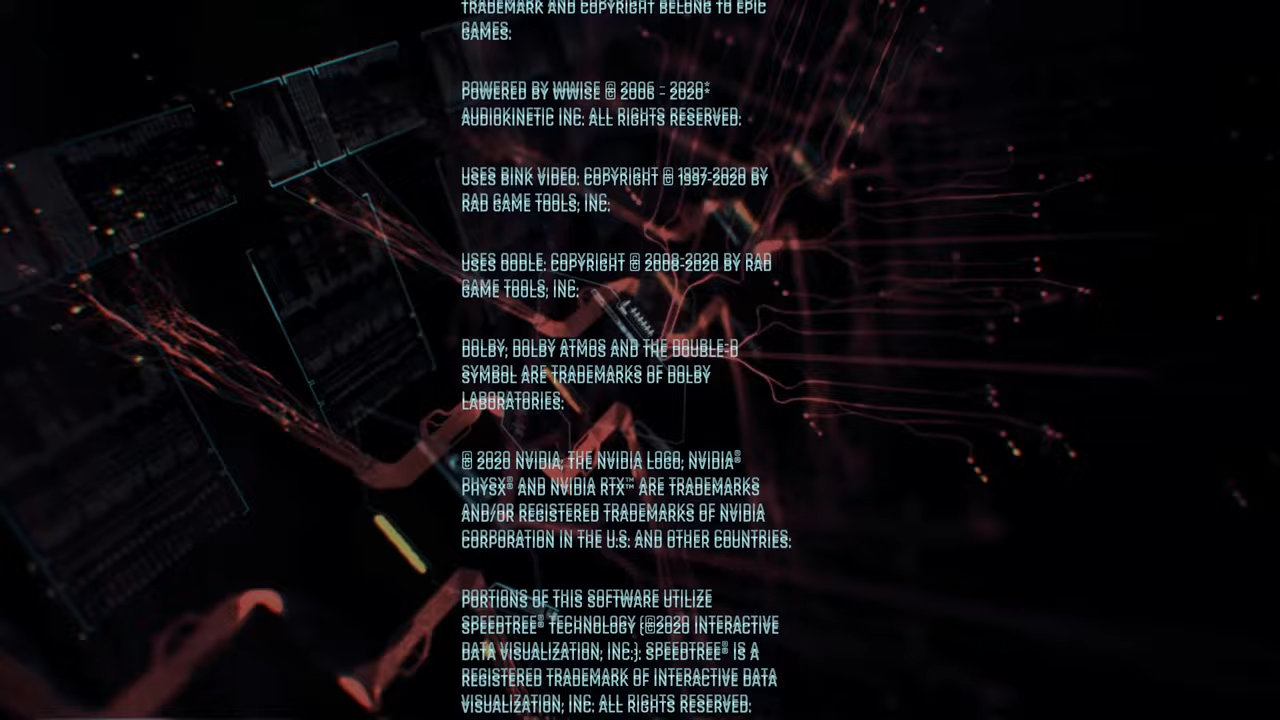 TRADEMARK AND COPYRIGHT BELONG TO EPIC
GAMES.
POWERED BY WWISE © 2006 - 2020*
AUDIOKINETIC INC. ALL RIGHTS RESERVED.
USES BINK VIDEO. COPYRIGHT © 1997-2020 BY
RAD GAME TOOLS, INC.
USES OODLE. COPYRIGHT © 2008-2020 BY RAD
GAME TOOLS, INC.
DOLBY, DOLBY ATMOS AND THE DOUBLE-D
SYMBOL ARE TRADEMARKS OF DOLBY
LABORATORIES.
© 2020 NVIDIA, THE NVIDIA LOGO, NVIDIA®
PHYSX® AND NVIDIA RTX™ ARE TRADEMARKS
AND/OR REGISTERED TRADEMARKS OF NVIDIA
CORPORATION IN THE U.S. AND OTHER COUNTRIES.
PORTIONS OF THIS SOFTWARE UTILIZE
SPEEDTREE® TECHNOLOGY (©2020 INTERACTIVE
DATA VISUALIZATION, INC.). SPEEDTREE® IS A
REGISTERED TRADEMARK OF INTERACTIVE DATA
VISUALIZATION, INC. ALL RIGHTS RESERVED.